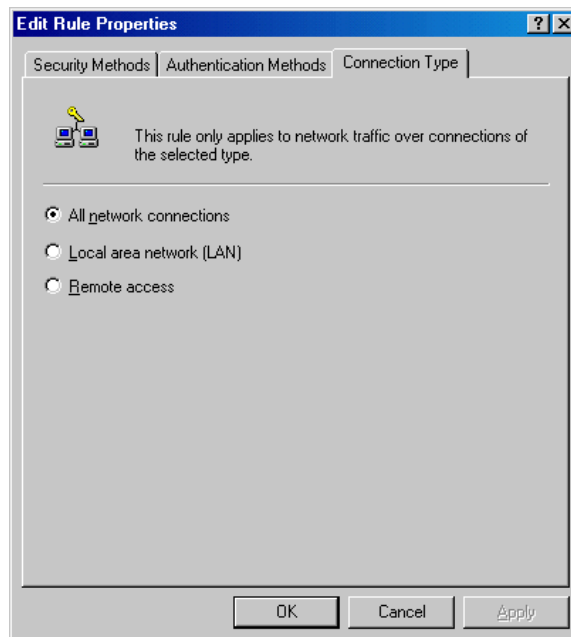 Edit Rule Properties
Security Methods Authentication Methods Connection Type
This rule only applies to network traffic over connections of
the selected type.
All network connections
Local area network (LAN)
Remote access
OK Cancel Apply